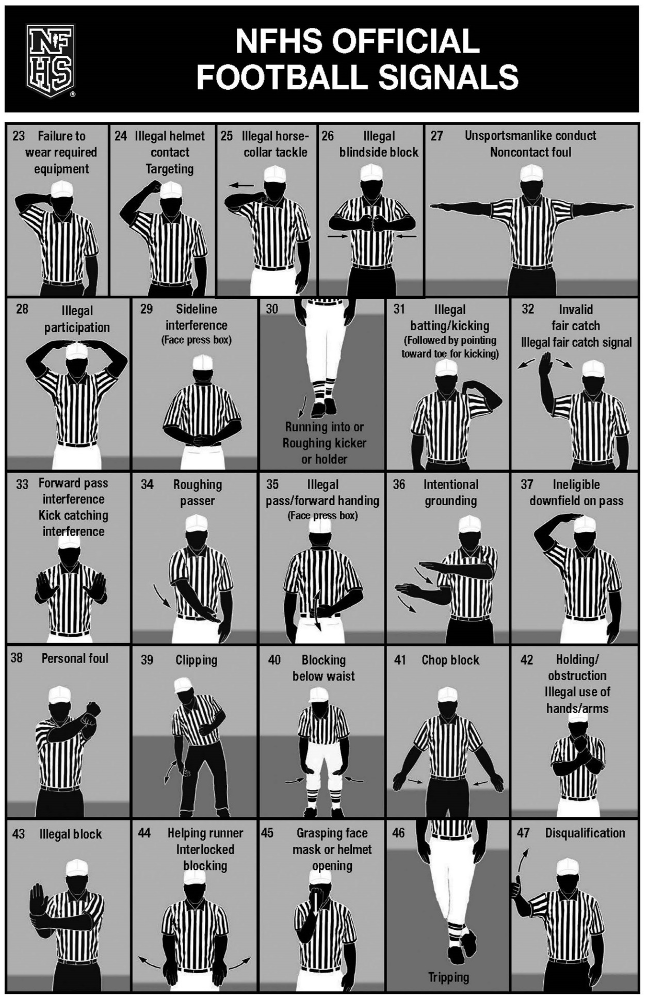 NF
HS
®
NFHS OFFICIAL
FOOTBALL SIGNALS
23 Failure to
wear required
equipment
24 Illegal helmet
contact
Targeting
25 Illegal horse-
collar tackle
26 Illegal
blindside block
27 Unsportsmanlike conduct
Noncontact foul
28 Illegal
participation
29 Sideline
interference
(Face press box)
30
Running into or
Roughing kicker
or holder
31 Illegal
batting/kicking
(Followed by pointing
toward toe for kicking)
32 Invalid
fair catch
Illegal fair catch signal
33 Forward pass
interference
Kick catching
interference
34 Roughing
passer
35 Illegal
pass/forward handing
(Face press box)
36 Intentional
grounding
37 Ineligible
downfield on pass
38 Personal foul
39 Clipping
40 Blocking
below waist
41 Chop block
42 Holding/
obstruction
Illegal use of
hands/arms
43 Illegal block
44 Helping runner
Interlocked
blocking
45 Grasping face
mask or helmet
opening
46
Tripping
47 Disqualification